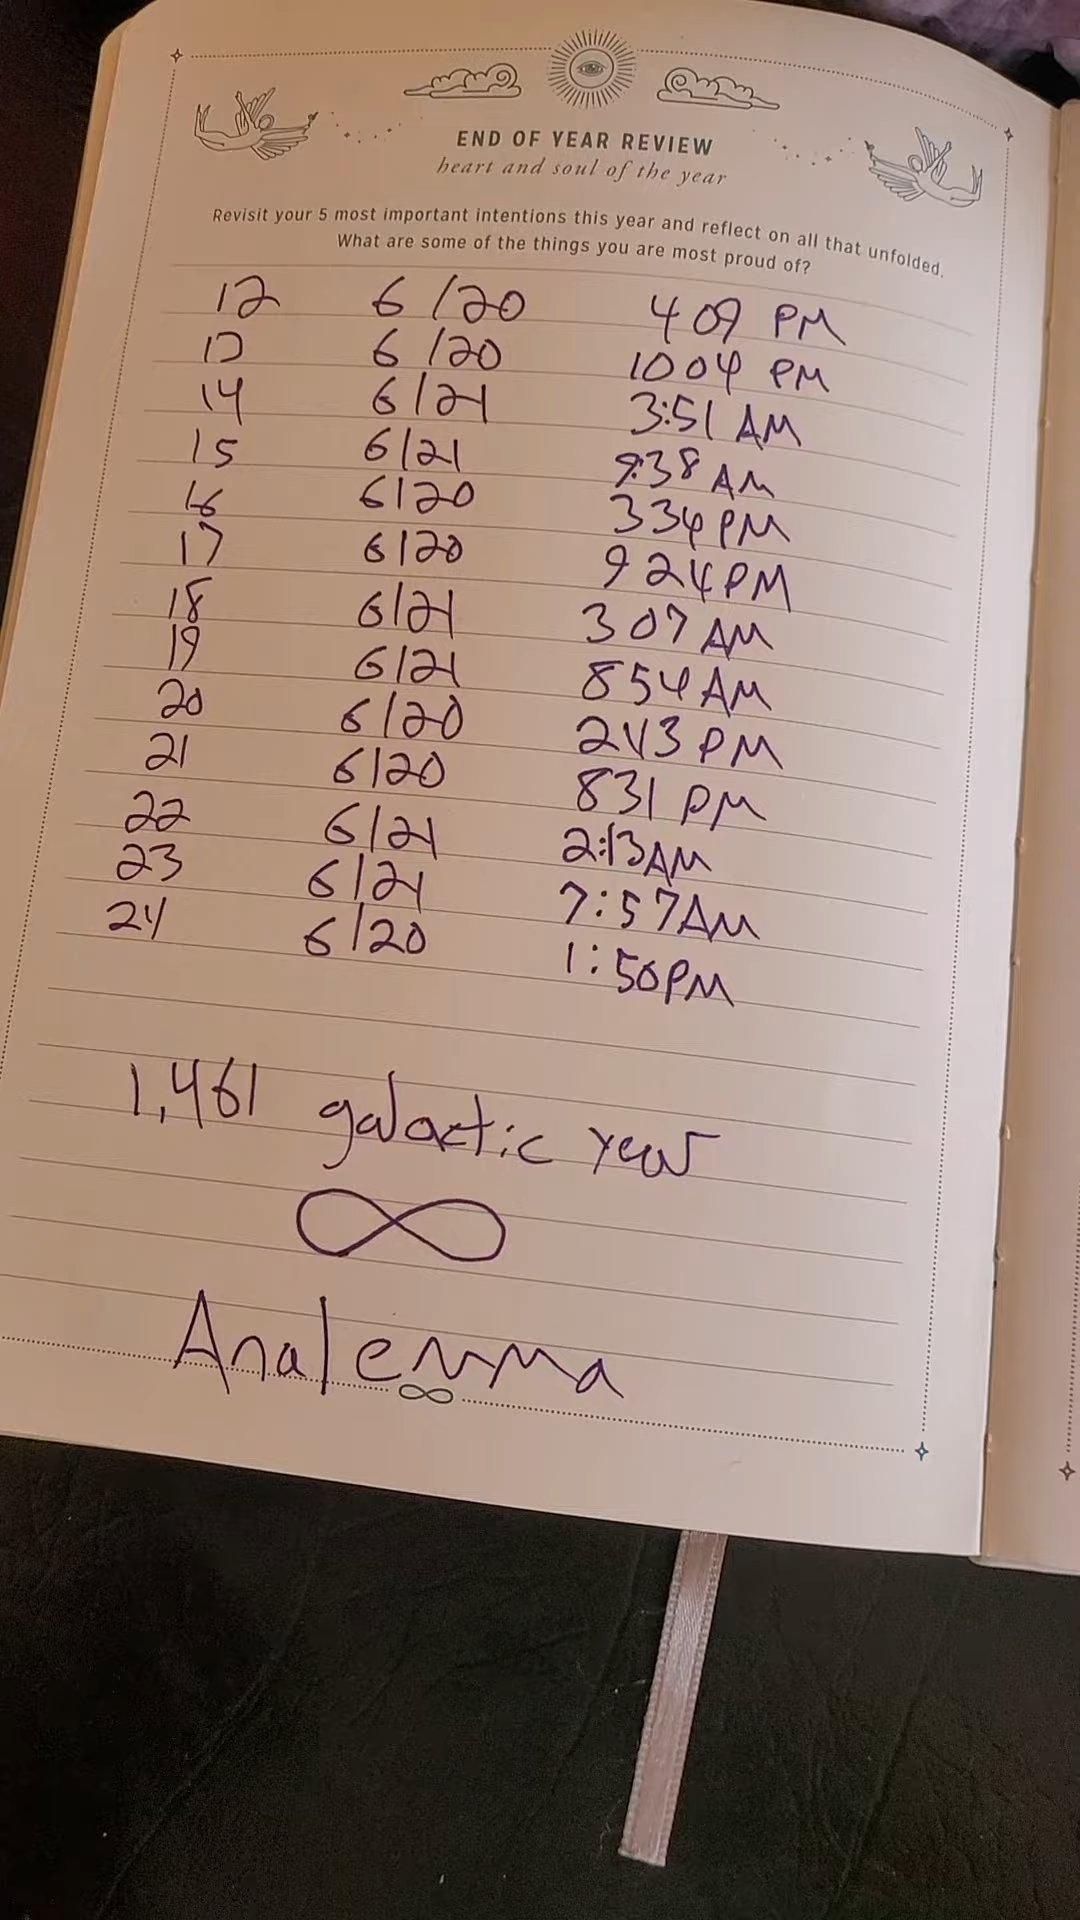 END OF YEAR REVIEW
heart and soul of the year
Revisit your 5 most important intentions this year and reflect on all that unfolded.
What are some of the things you are most proud of?
12 6/20 409 PM
13 6/20 1004 PM
14 6/21 3:51 AM
15 6/21 9:38 AM
16 6/20 334 PM
17 6/20 924 PM
18 6/21 307 AM
19 6/21 854 AM
20 6/20 243 PM
21 6/20 831 PM
22 6/21 2:13 AM
23 6/21 7:57 AM
24 6/20 1:50 PM
1,461 galactic year
∞
Analemma